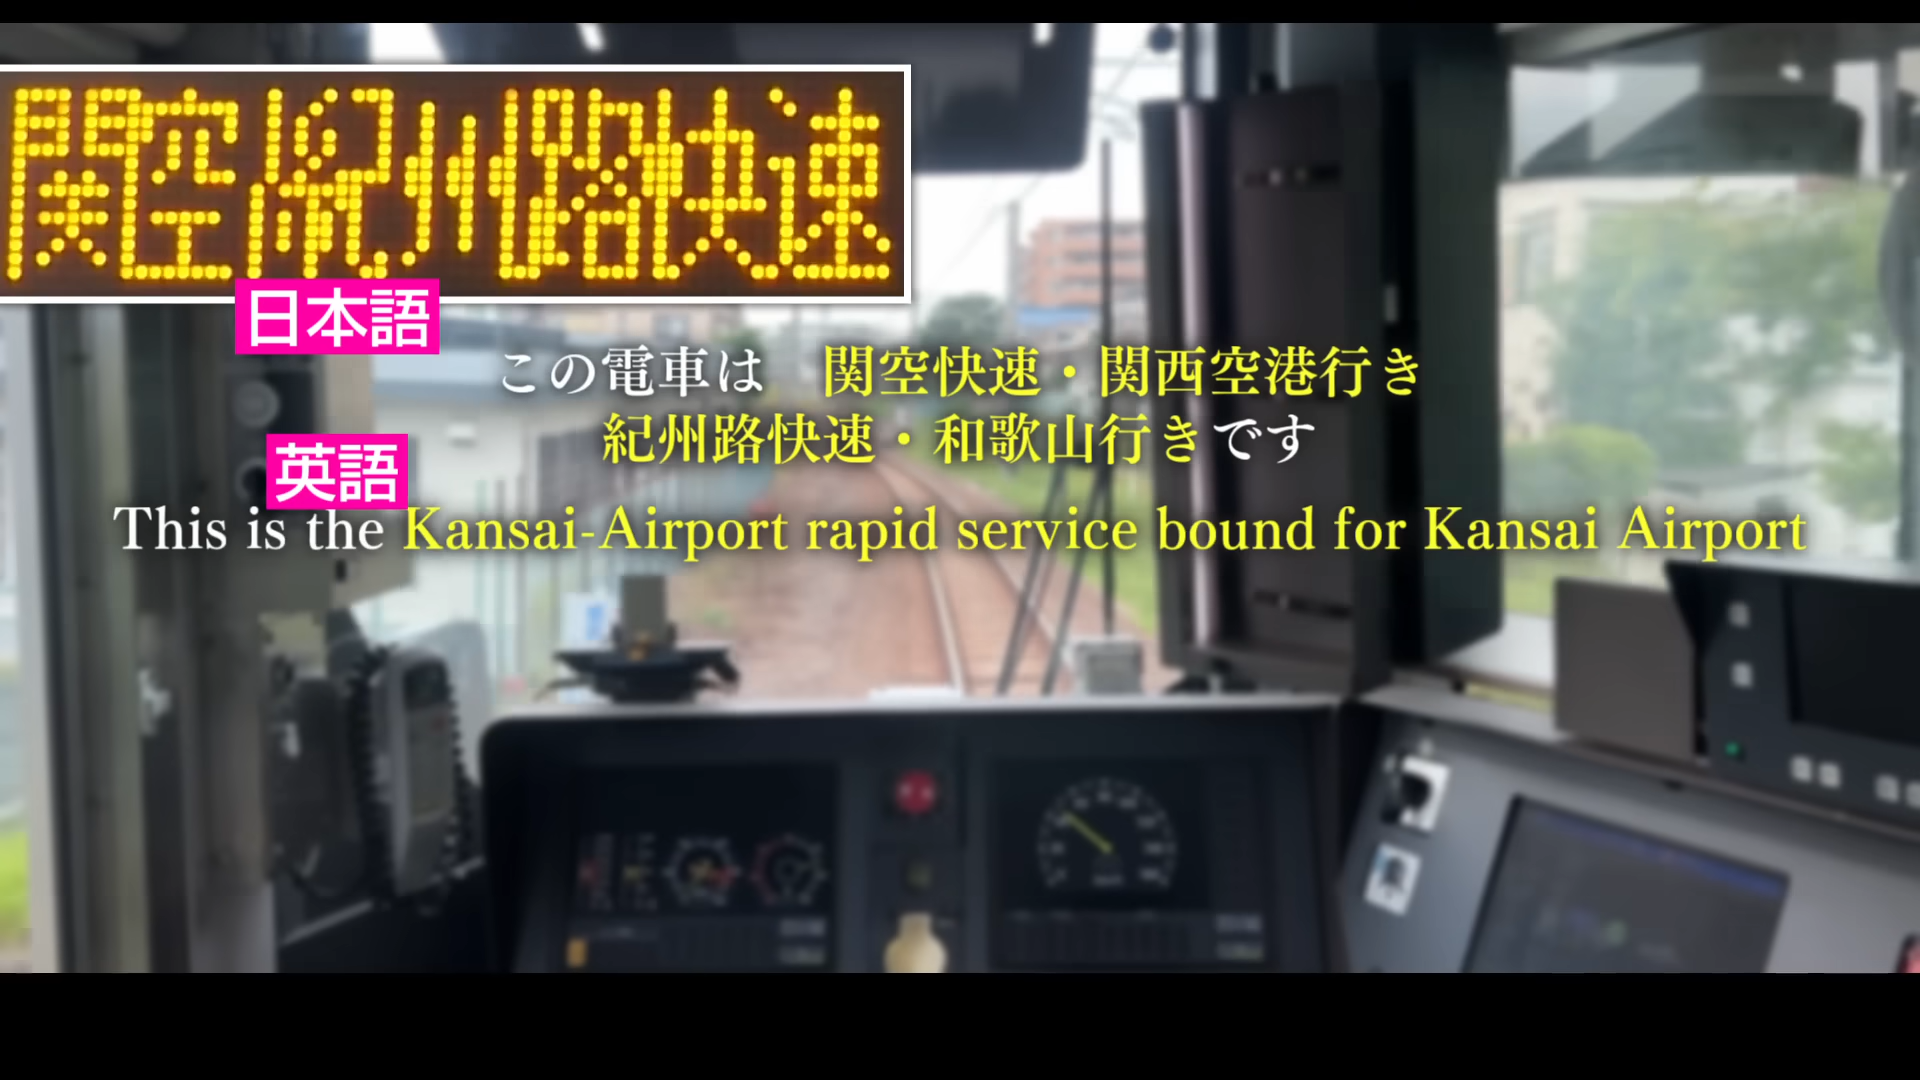 関空紀州路快速
日本語
この電車は　関空快速・関西空港行き
紀州路快速・和歌山行きです
英語
This is the Kansai-Airport rapid service bound for Kansai Airport